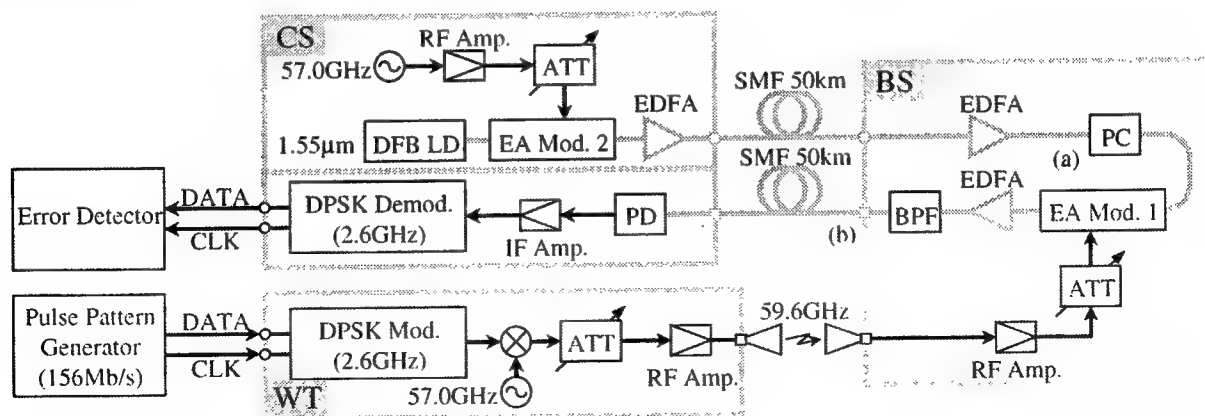 CS
RF Amp.
57.0GHz
ATT
SMF 50km
BS
EDFA
EDFA
1.55μm
DFB LD
EA Mod. 2
(a)
PC
SMF 50km
EDFA
DATA
Error Detector
DPSK Demod.
(2.6GHz)
PD
BPF
EA Mod. 1
CLK
IF Amp.
(b)
ATT
Pulse Pattern
Generator
(156Mb/s)
DATA
DPSK Mod.
(2.6GHz)
ATT
59.6GHz
CLK
RF Amp.
RF Amp.
WT
57.0GHz